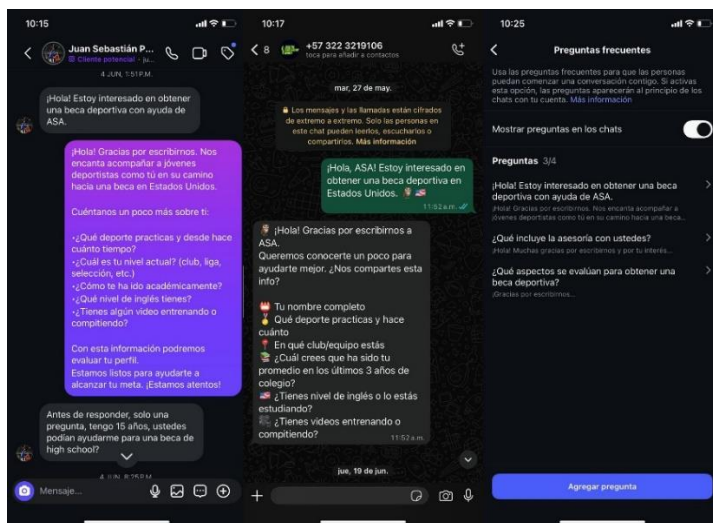 10:15
Juan Sebastián P...
Cliente potencial · ju...
4 JUN, 1:51 P.M.
¡Hola! Estoy interesado en obtener
una beca deportiva con ayuda de
ASA.
¡Hola! Gracias por escribirnos. Nos
encanta acompañar a jóvenes
deportistas como tú en su camino
hacia una beca en Estados Unidos.
Cuéntanos un poco más sobre ti:
•¿Qué deporte practicas y desde hace
cuánto tiempo?
•¿Cuál es tu nivel actual? (club, liga,
selección, etc.)
•¿Cómo te ha ido académicamente?
•¿Qué nivel de inglés tienes?
•¿Tienes algún video entrenando o
compitiendo?
Con esta información podremos
evaluar tu perfil.
Estamos listos para ayudarte a
alcanzar tu meta. ¡Estamos atentos!
Antes de responder, solo una
pregunta, tengo 15 años, ustedes
podían ayudarme para una beca de
high school?
4 JUN, 8:25 P.M.
Mensaje...
10:17
8
+57 322 3219106
toca para añadir a contactos
mar, 27 de may.
Los mensajes y las llamadas están cifrados
de extremo a extremo. Solo las personas en
este chat pueden leerlos, escucharlos o
compartirlos. Más información
¡Hola, ASA! Estoy interesado en
obtener una beca deportiva en
Estados Unidos.
11:52 a.m.
¡Hola! Gracias por escribirnos a
ASA.
Queremos conocerte un poco para
ayudarte mejor. ¿Nos compartes esta
info?
Tu nombre completo
Qué deporte practicas y hace
cuánto
En qué club/equipo estás
¿Cuál crees que ha sido tu
promedio en los últimos 3 años de
colegio?
¿Tienes nivel de inglés o lo estás
estudiando?
¿Tienes videos entrenando o
compitiendo?
11:52 a.m.
jue, 19 de jun.
10:25
Preguntas frecuentes
Usa las preguntas frecuentes para que las personas
puedan comenzar una conversación contigo. Si activas
esta opción, las preguntas aparecerán al principio de los
chats con tu cuenta. Más información
Mostrar preguntas en los chats
Preguntas 3/4
¡Hola! Estoy interesado en obtener una beca
deportiva con ayuda de ASA.
¡Hola! Gracias por escribirnos. Nos encanta acompañar a
jóvenes deportistas como tú en su camino hacia una beca...
¿Qué incluye la asesoría con ustedes?
¡Hola! Muchas gracias por escribirnos y por tu interés...
¿Qué aspectos se evalúan para obtener una
beca deportiva?
¡Gracias por escribirnos...
Agregar pregunta